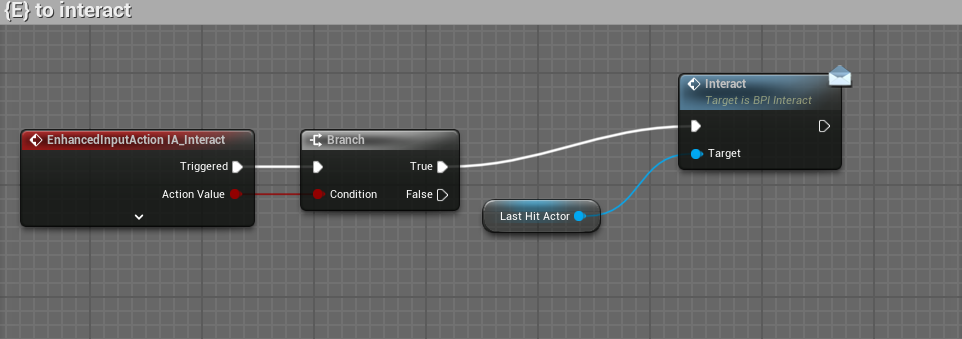 {E} to interact
EnhancedInputAction IA_Interact
Triggered
Action Value
Branch
True
Condition
False
Last Hit Actor
Interact
Target is BPI Interact
Target